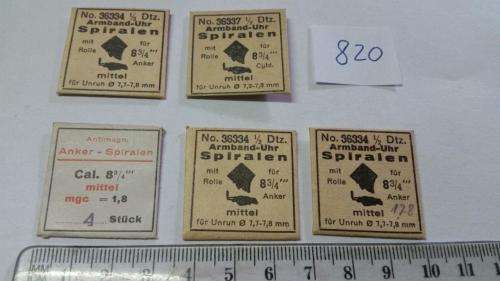 No. 36334 ½ Dtz.
Armband-Uhr
Spiralen
mit für
Rolle 8¾'''
Anker
mittel
für Unruh Ø 7,1-7,8 mm
No. 36337 ½ Dtz.
Armband-Uhr
Spiralen
mit für
Rolle 8¾'''
Cyld.
mittel
für Unruh Ø 7,2-7,8 mm
820
Antimagn.
Anker - Spiralen
Cal. 8¾'''
mittel
mgc = 1,8
4 Stück
No. 36334 ½ Dtz.
Armband-Uhr
Spiralen
mit für
Rolle 8¾'''
Anker
mittel
für Unruh Ø 7,1-7,8 mm
No. 36334 ½ Dtz.
Armband-Uhr
Spiralen
mit für
Rolle 8¾'''
Anker
mittel 178
für Unruh Ø 7,1-7,8 mm
1 2 3 4 5 6 7 8 9 10 11 12 13